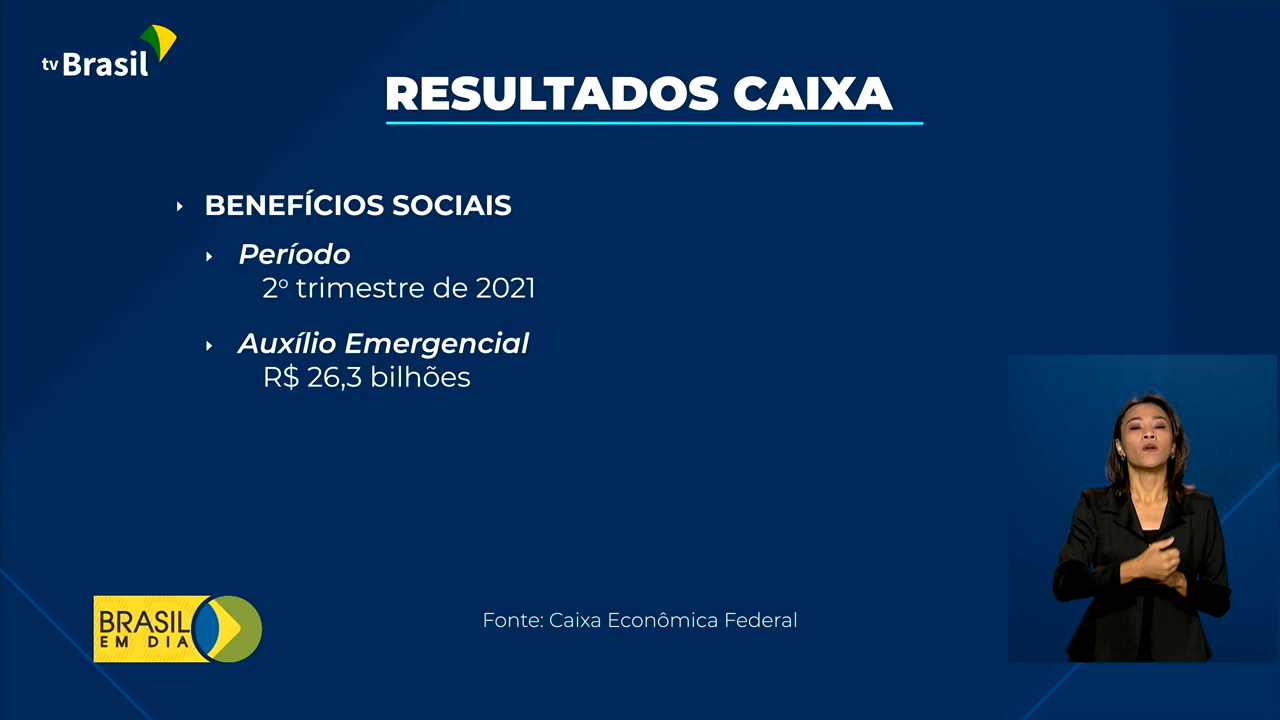 tv Brasil
RESULTADOS CAIXA
BENEFÍCIOS SOCIAIS
Período
2º trimestre de 2021
Auxílio Emergencial
R$ 26,3 bilhões
BRASIL
EM DIA
Fonte: Caixa Econômica Federal